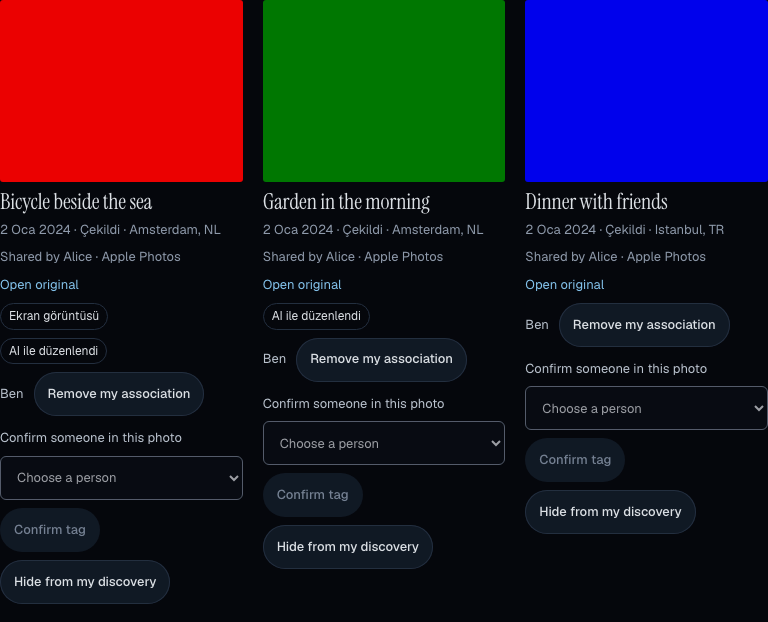 Bicycle beside the sea
2 Oca 2024 · Çekildi · Amsterdam, NL
Shared by Alice · Apple Photos
Open original
Ekran görüntüsü
AI ile düzenlendi
Ben
Remove my association
Confirm someone in this photo
Choose a person
Confirm tag
Hide from my discovery
Garden in the morning
2 Oca 2024 · Çekildi · Amsterdam, NL
Shared by Alice · Apple Photos
Open original
AI ile düzenlendi
Ben
Remove my association
Confirm someone in this photo
Choose a person
Confirm tag
Hide from my discovery
Dinner with friends
2 Oca 2024 · Çekildi · Istanbul, TR
Shared by Alice · Apple Photos
Open original
Ben
Remove my association
Confirm someone in this photo
Choose a person
Confirm tag
Hide from my discovery